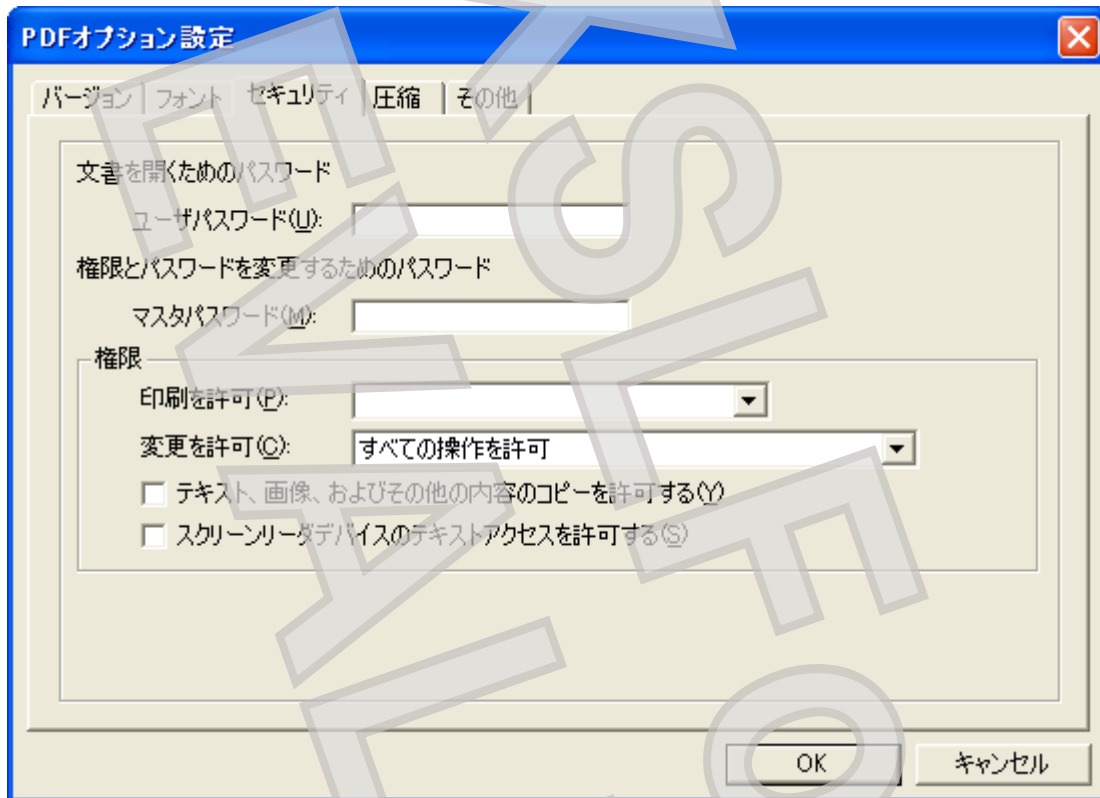 PDFオプション設定
バージョン フォント セキュリティ 圧縮 その他
文書を開くためのパスワード
ユーザパスワード(U):
権限とパスワードを変更するためのパスワード
マスタパスワード(M):
権限
印刷を許可(P):
変更を許可(C): すべての操作を許可
テキスト、画像、およびその他の内容のコピーを許可する(Y)
スクリーンリーダデバイスのテキストアクセスを許可する(S)
OK キャンセル
XSL FO
EVAL